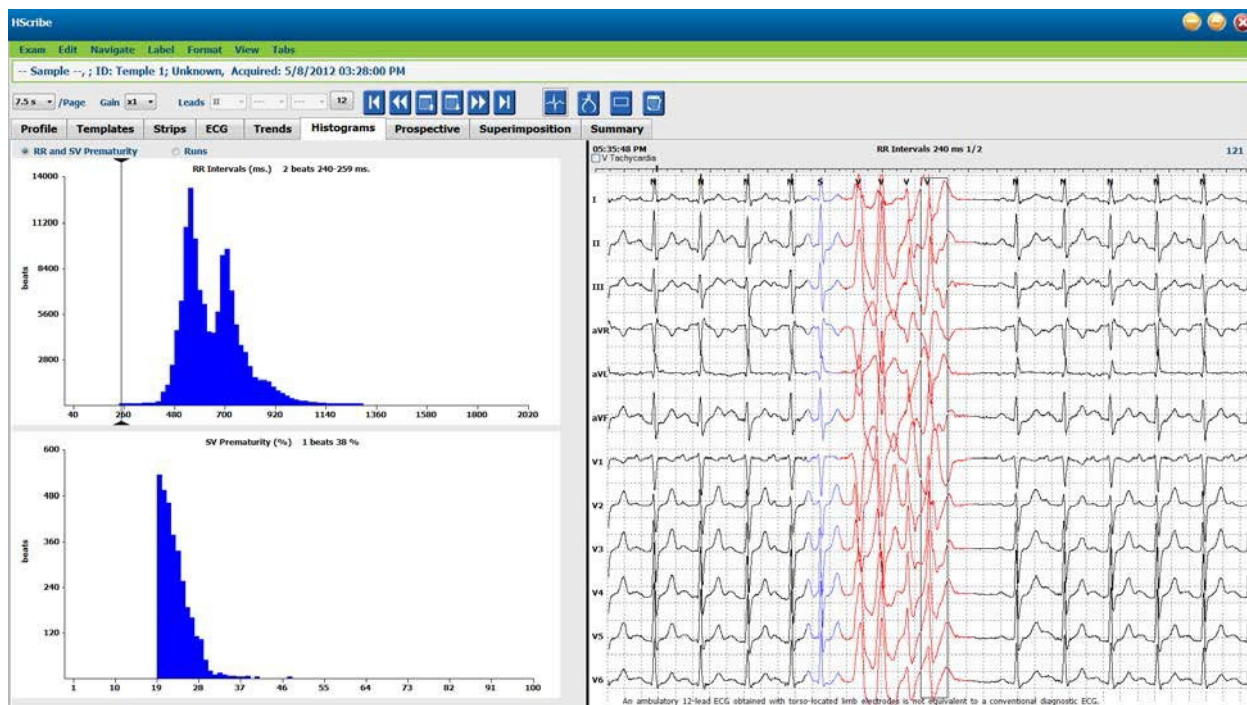 HScribe
Exam Edit Navigate Label Format View Tabs
-- Sample --, ; ID: Temple 1; Unknown, Acquired: 5/8/2012 03:28:00 PM
7.5 s /Page Gain x1 Leads II --- --- 12
Profile Templates Strips ECG Trends Histograms Prospective Superimposition Summary
RR and SV Prematurity Runs
RR Intervals (ms.) 2 beats 240-259 ms.
14000
11200
8400
5600
2800
beats
40 260 480 700 920 1140 1360 1580 1800 2020
SV Prematurity (%) 1 beats 38 %
600
480
360
240
120
beats
1 10 19 28 37 46 55 64 73 82 91 100
05:35:48 PM RR Intervals 240 ms 1/2 121
V Tachycardia
N N N N S V V V V N N N N N
I
II
III
aVR
aVL
aVF
V1
V2
V3
V4
V5
V6
An ambulatory 12-lead ECG obtained with torso-located limb electrodes is not equivalent to a conventional diagnostic ECG.